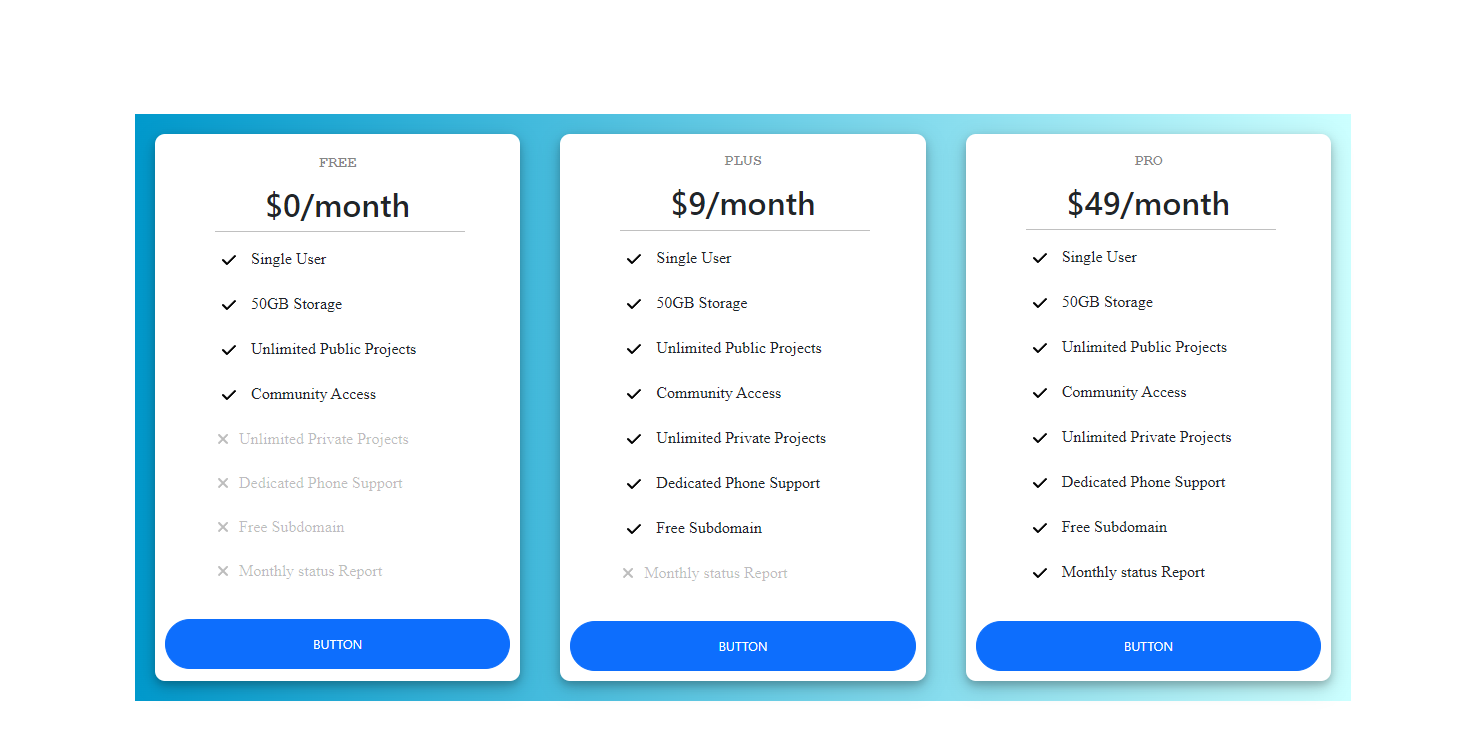 FREE
$0/month
Single User
50GB Storage
Unlimited Public Projects
Community Access
Unlimited Private Projects
Dedicated Phone Support
Free Subdomain
Monthly status Report
BUTTON
PLUS
$9/month
Single User
50GB Storage
Unlimited Public Projects
Community Access
Unlimited Private Projects
Dedicated Phone Support
Free Subdomain
Monthly status Report
BUTTON
PRO
$49/month
Single User
50GB Storage
Unlimited Public Projects
Community Access
Unlimited Private Projects
Dedicated Phone Support
Free Subdomain
Monthly status Report
BUTTON